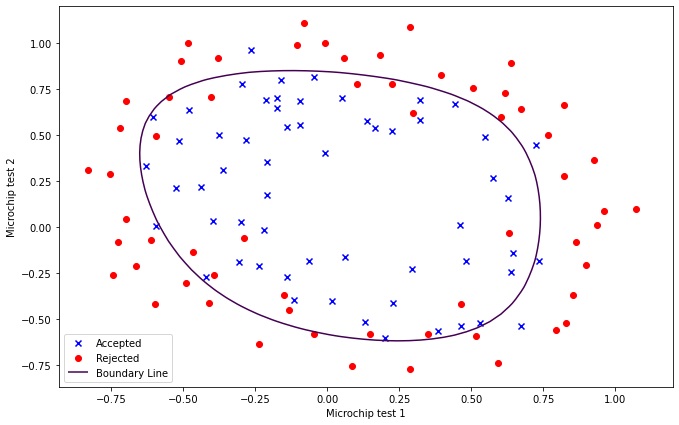 1.00
0.75
0.50
0.25
0.00
−0.25
−0.50
−0.75
Microchip test 2
Accepted
Rejected
Boundary Line
−0.75 −0.50 −0.25 0.00 0.25 0.50 0.75 1.00
Microchip test 1